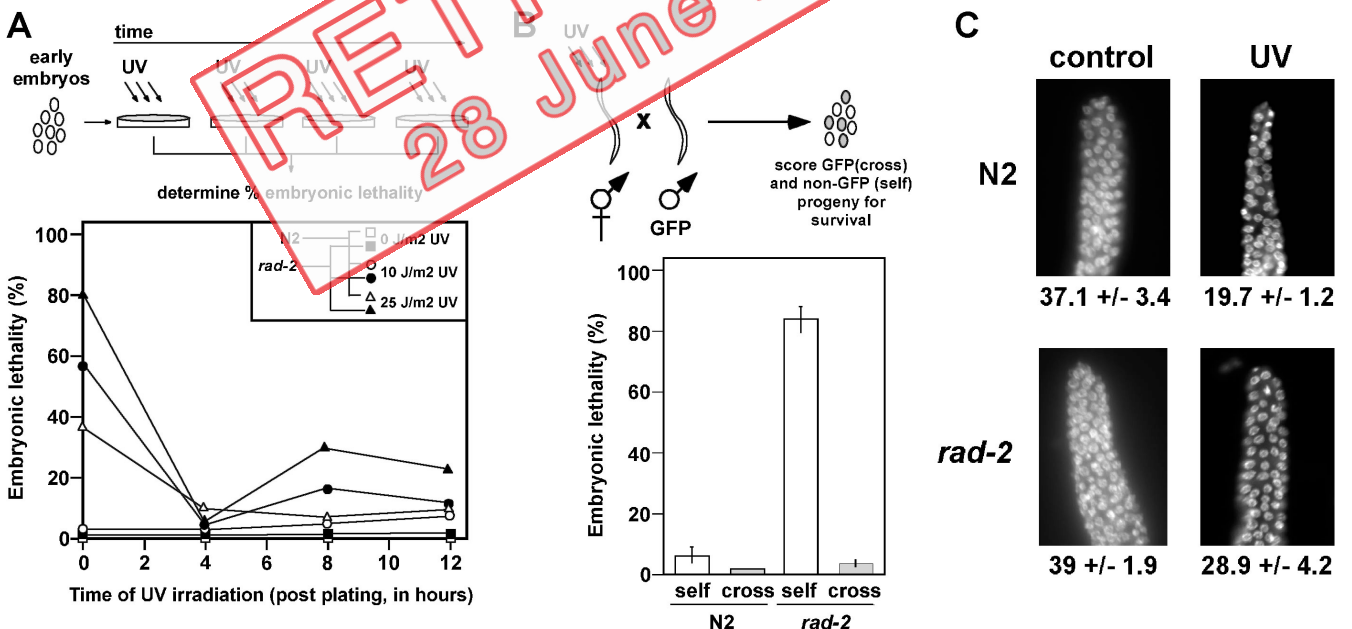 A
time
early
embryos
UV
UV
UV
UV
determine % embryonic lethality
N2
rad-2
0 J/m2 UV
10 J/m2 UV
25 J/m2 UV
Embryonic lethality (%)
100
80
60
40
20
0
0 2 4 6 8 10 12
Time of UV irradiation (post plating, in hours)
RET
28 June
B
UV
x
GFP
score GFP(cross)
and non-GFP (self)
progeny for
survival
Embryonic lethality (%)
100
80
60
40
20
0
self cross self cross
N2 rad-2
C
control UV
N2
37.1 +/- 3.4 19.7 +/- 1.2
rad-2
39 +/- 1.9 28.9 +/- 4.2